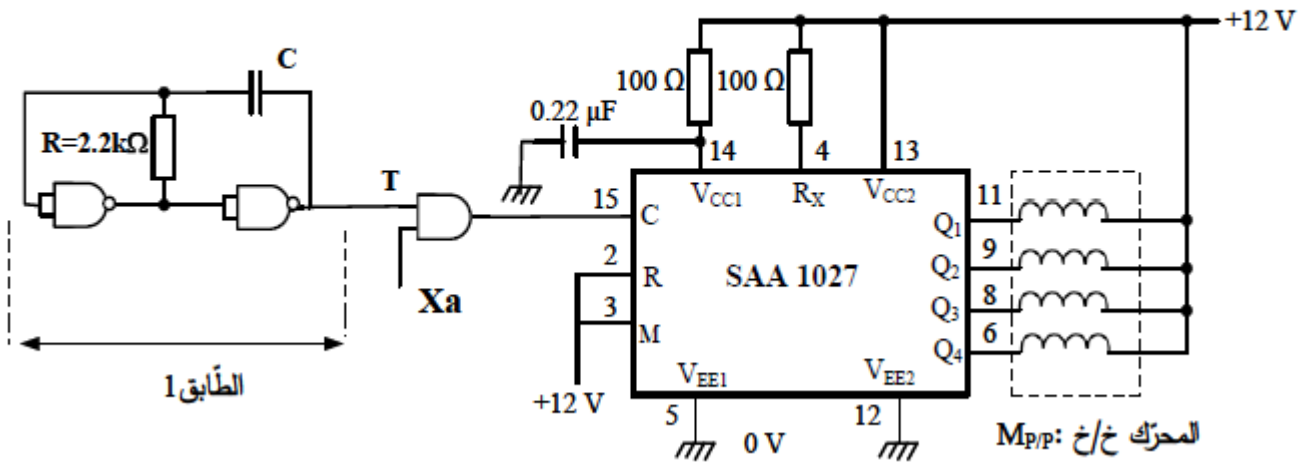 +12 V
C
100 Ω 100 Ω
0.22 µF
R=2.2kΩ
14 4 13
T
V_CC1 R_X V_CC2
11
15
C
Q1
9
2
R
SAA 1027
Q2
Xa
8
3
M
Q3
6
Q4
V_EE1 V_EE2
الطّابق1
+12 V
5
0 V
12
M_P/P: المحرّك خ/خ